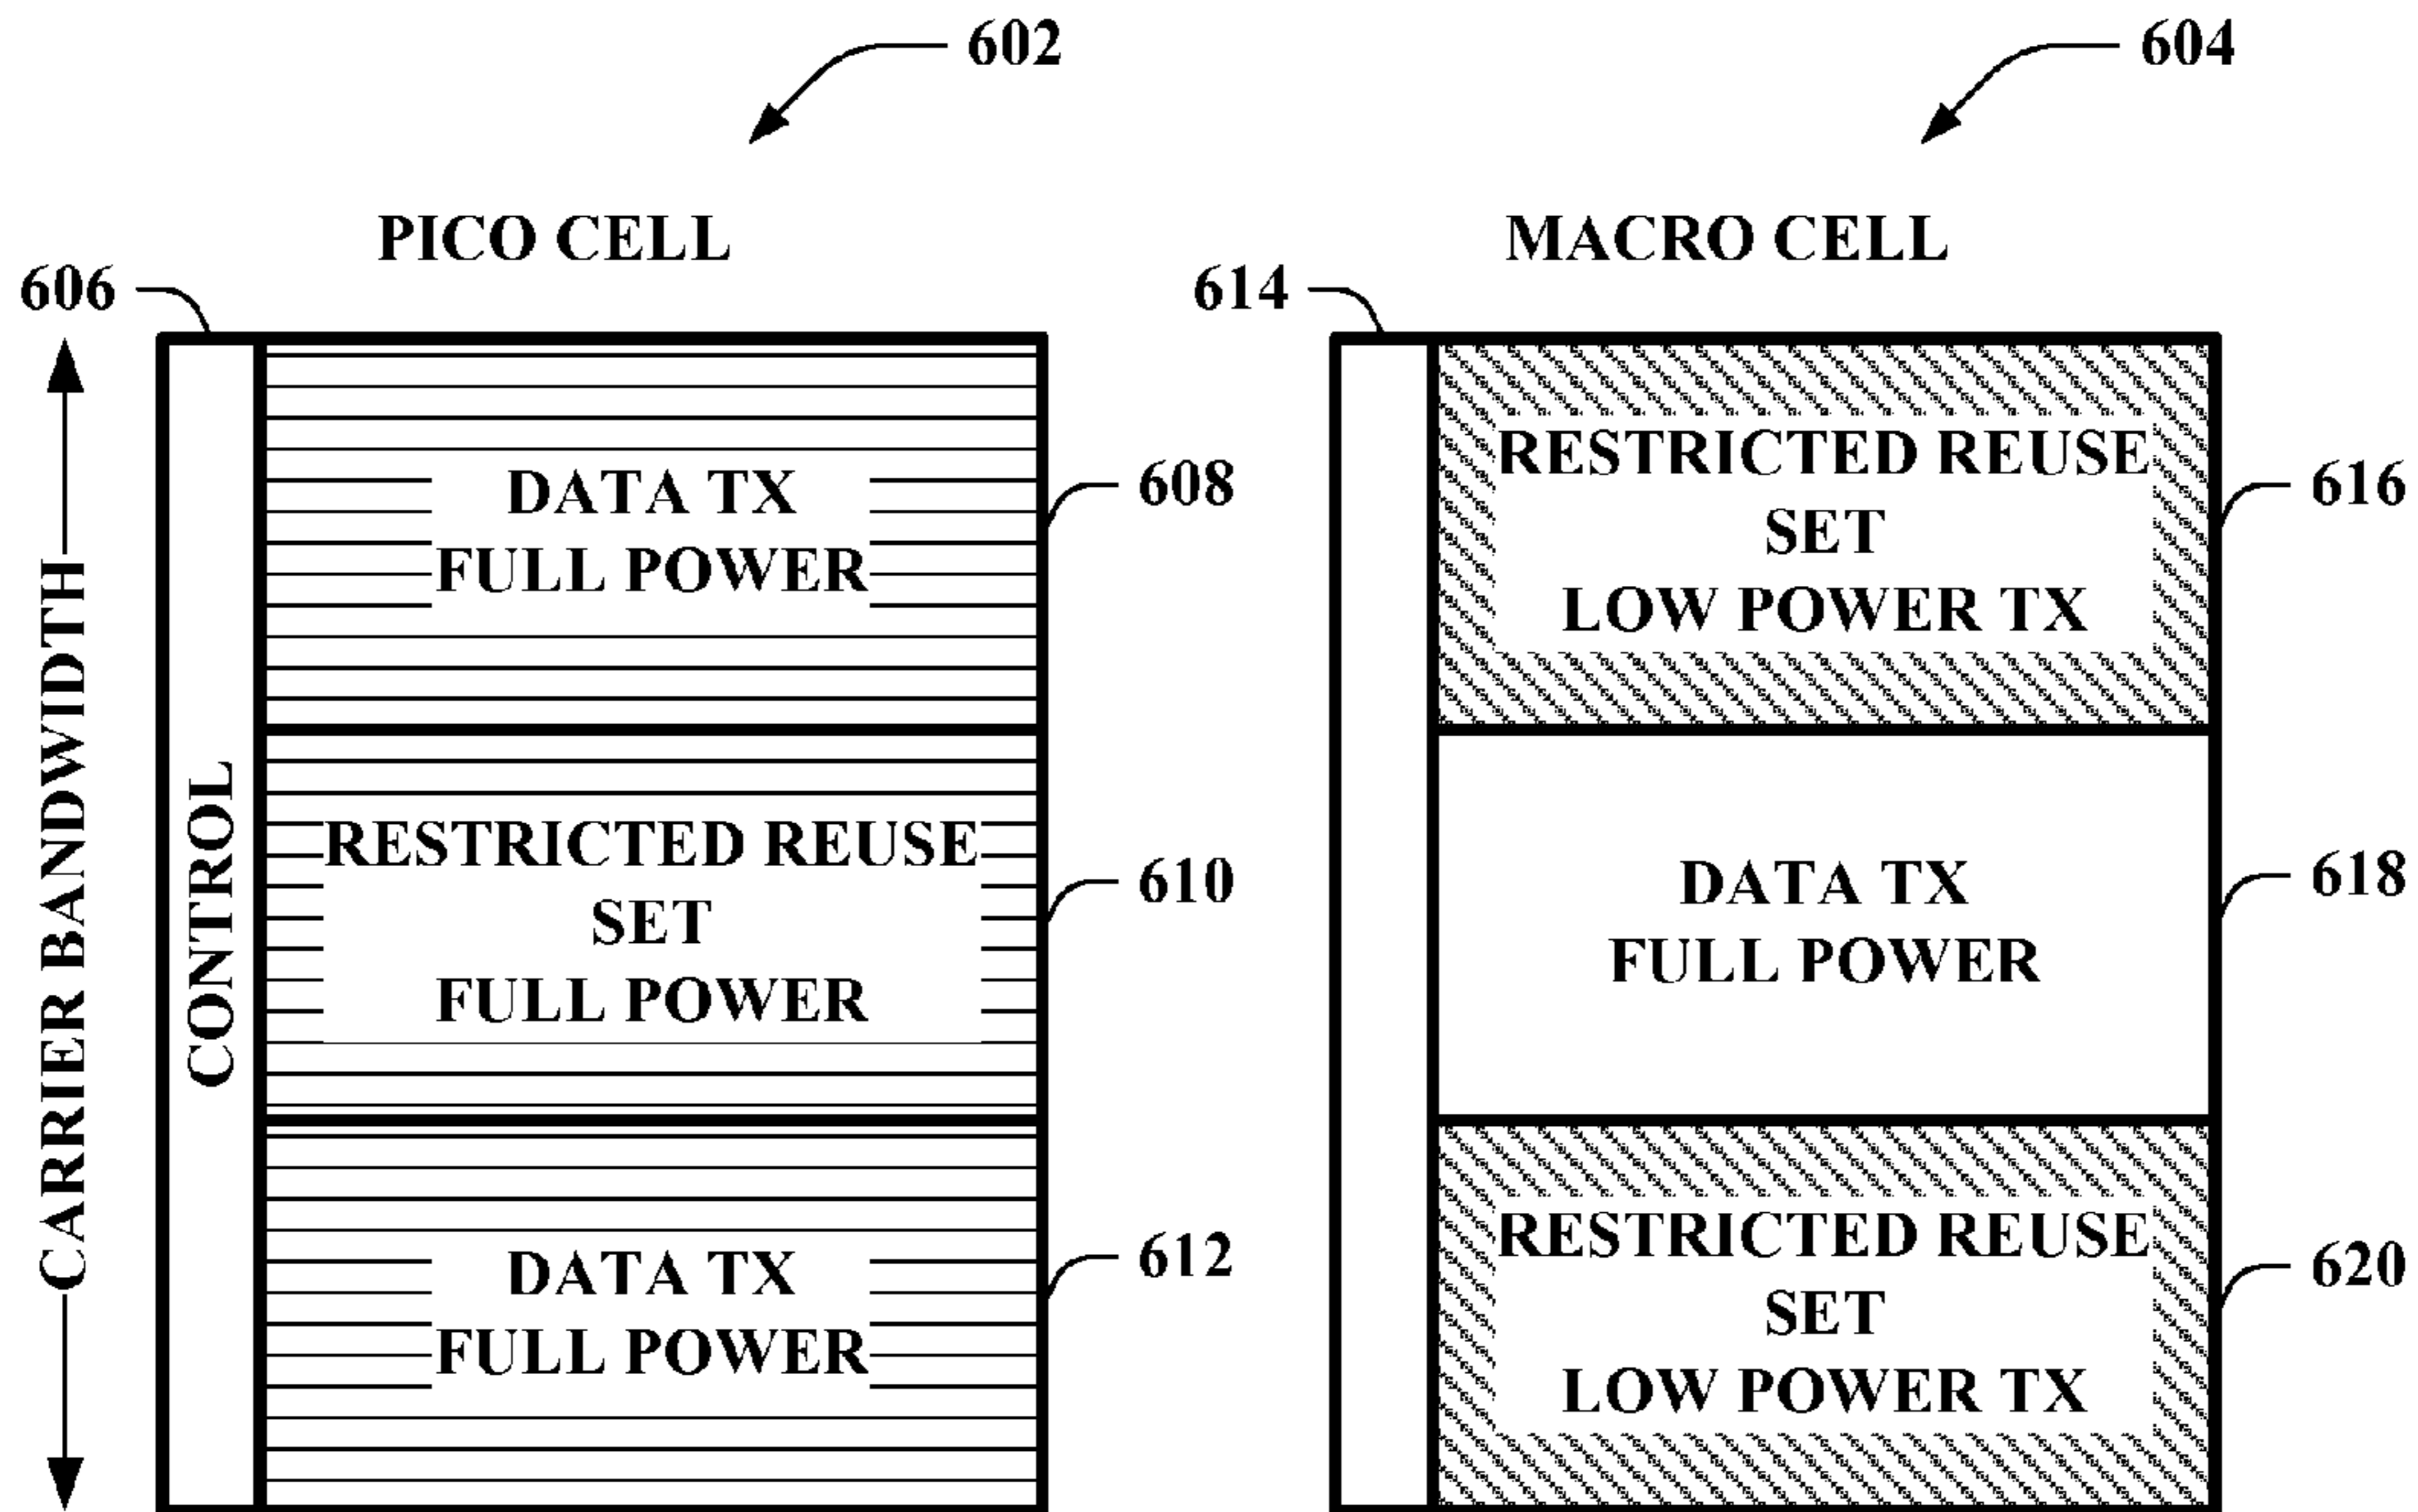 602
604
PICO CELL
MACRO CELL
606
614
CARRIER BANDWIDTH
CONTROL
DATA TX
FULL POWER
608
RESTRICTED REUSE
SET
FULL POWER
610
DATA TX
FULL POWER
612
RESTRICTED REUSE
SET
LOW POWER TX
616
DATA TX
FULL POWER
618
RESTRICTED REUSE
SET
LOW POWER TX
620